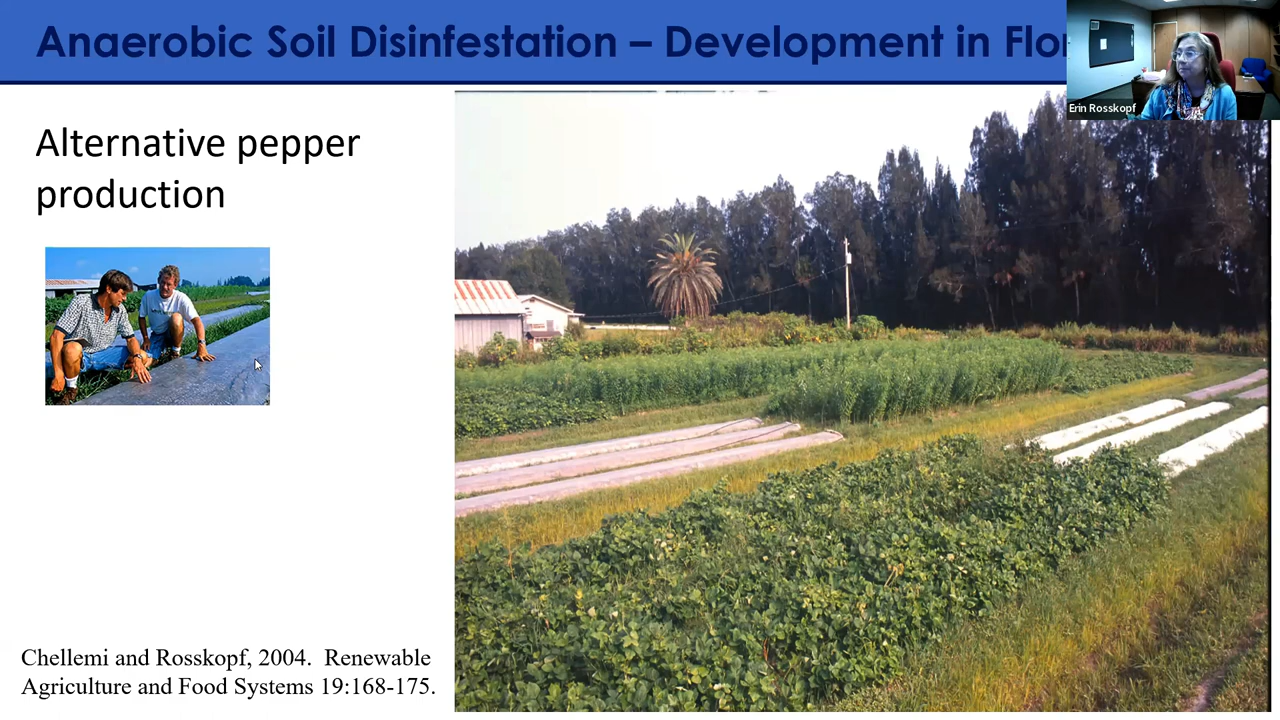 Anaerobic Soil Disinfestation – Development in Flor
Erin Rosskopf
Alternative pepper
production
Chellemi and Rosskopf, 2004. Renewable
Agriculture and Food Systems 19:168-175.